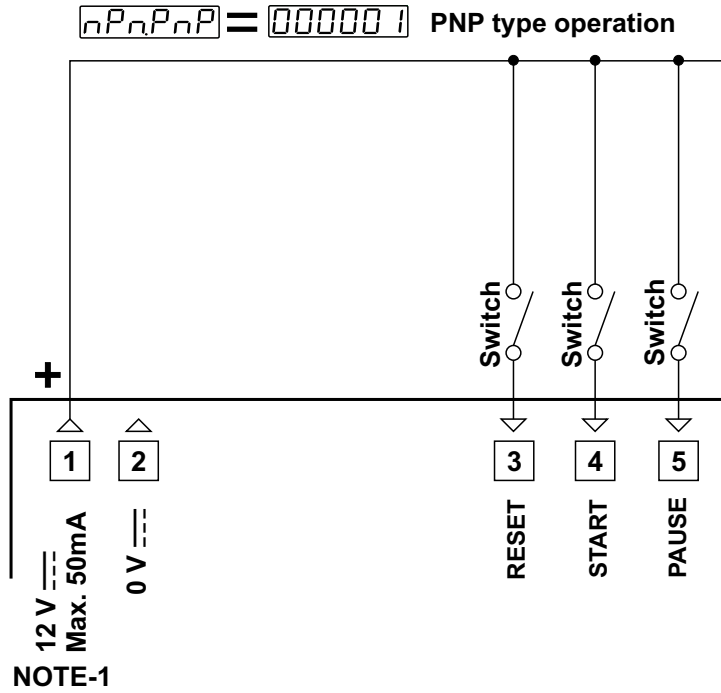 nPn.PnP = 000001 PNP type operation
+
Switch
Switch
Switch
1
2
3
4
5
12 V
Max. 50mA
0 V
RESET
START
PAUSE
NOTE-1